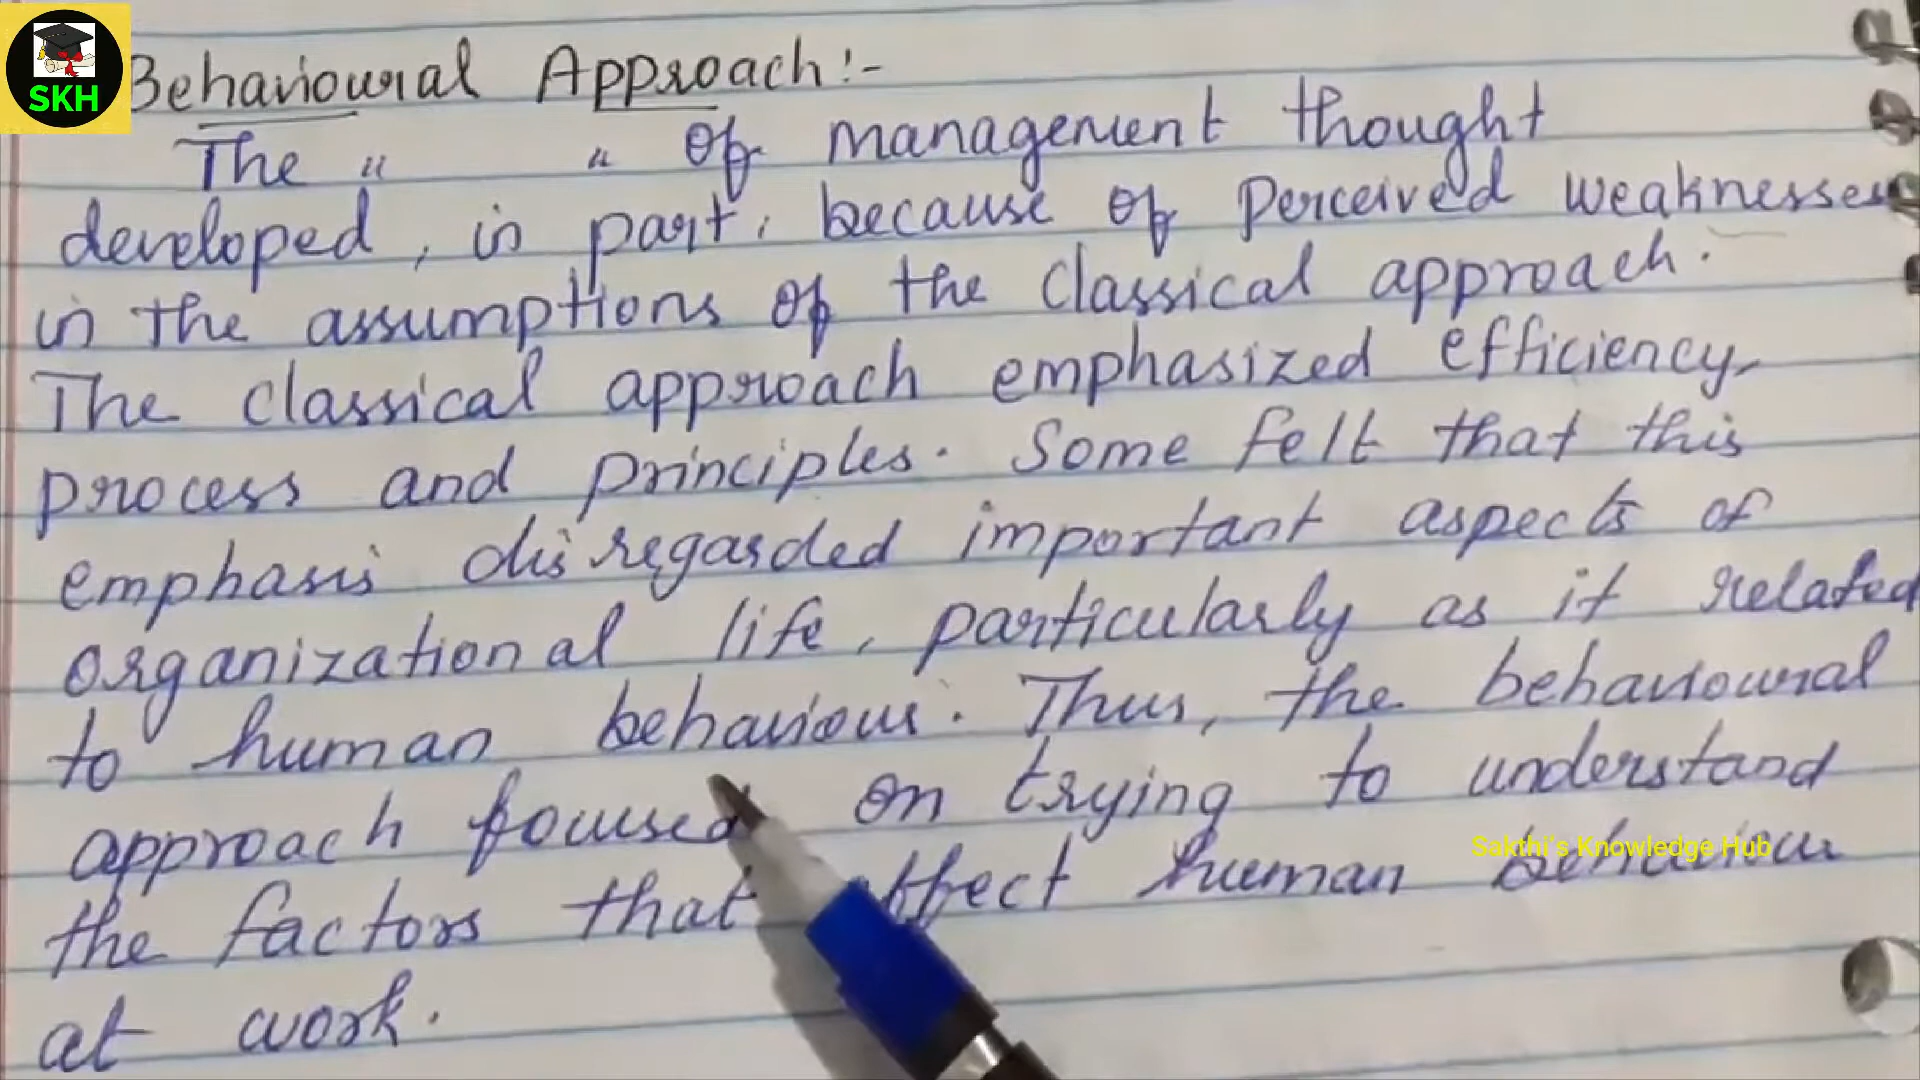 SKH
Behavioural Approach:-
The " " of management thought
developed, in part, because of perceived weaknesses
in the assumptions of the classical approach.
The classical approach emphasized efficiency,
process and principles. Some felt that this
emphasis disregarded important aspects of
organizational life, particularly as it related
to human behaviour. Thus, the behavioural
approach focused on trying to understand
Sakthi's Knowledge Hub
the factors that affect human behaviour
at work.